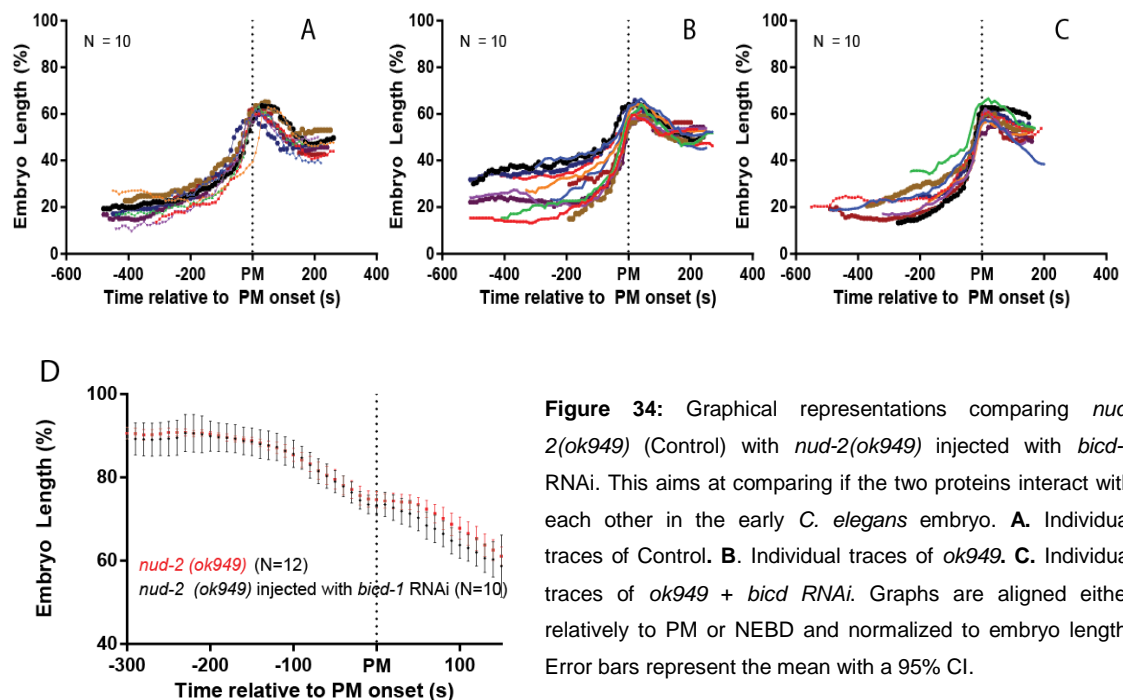 100
80
60
40
20
0
Embryo Length (%)
N = 10
A
-600 -400 -200 PM 200 400
Time relative to PM onset (s)
100
80
60
40
20
0
Embryo Length (%)
N = 10
B
-600 -400 -200 PM 200 400
Time relative to PM onset (s)
100
80
60
40
20
0
Embryo Length (%)
N = 10
C
-600 -400 -200 PM 200 400
Time relative to PM onset (s)
D
100
80
60
40
Embryo Length (%)
nud-2 (ok949) (N=12)
nud-2 (ok949) injected with bicd-1 RNAi (N=10)
-300 -200 -100 PM 100
Time relative to PM onset (s)
Figure 34: Graphical representations comparing nud
2(ok949) (Control) with nud-2(ok949) injected with bicd-
RNAi. This aims at comparing if the two proteins interact with
each other in the early C. elegans embryo. A. Individua
traces of Control. B. Individual traces of ok949. C. Individua
traces of ok949 + bicd RNAi. Graphs are aligned eithe
relatively to PM or NEBD and normalized to embryo length
Error bars represent the mean with a 95% CI.